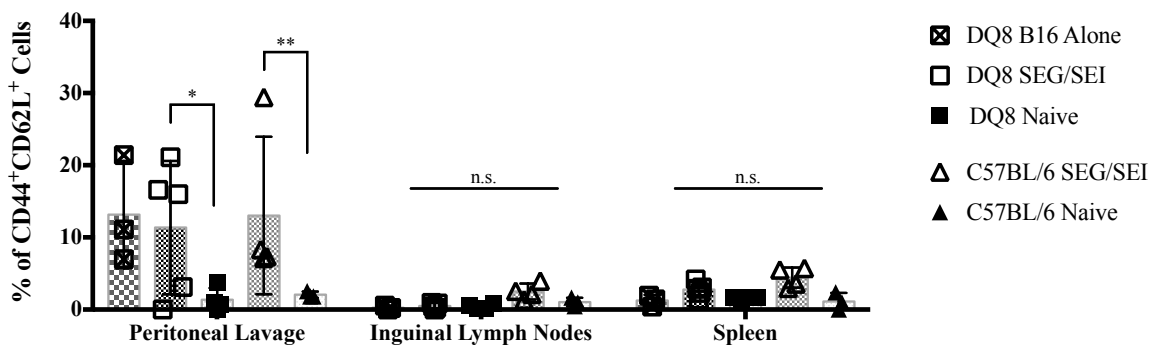 % of CD44+CD62L+ Cells
40
30
20
10
0
*
**
n.s.
n.s.
Peritoneal Lavage
Inguinal Lymph Nodes
Spleen
DQ8 B16 Alone
DQ8 SEG/SEI
DQ8 Naive
C57BL/6 SEG/SEI
C57BL/6 Naive